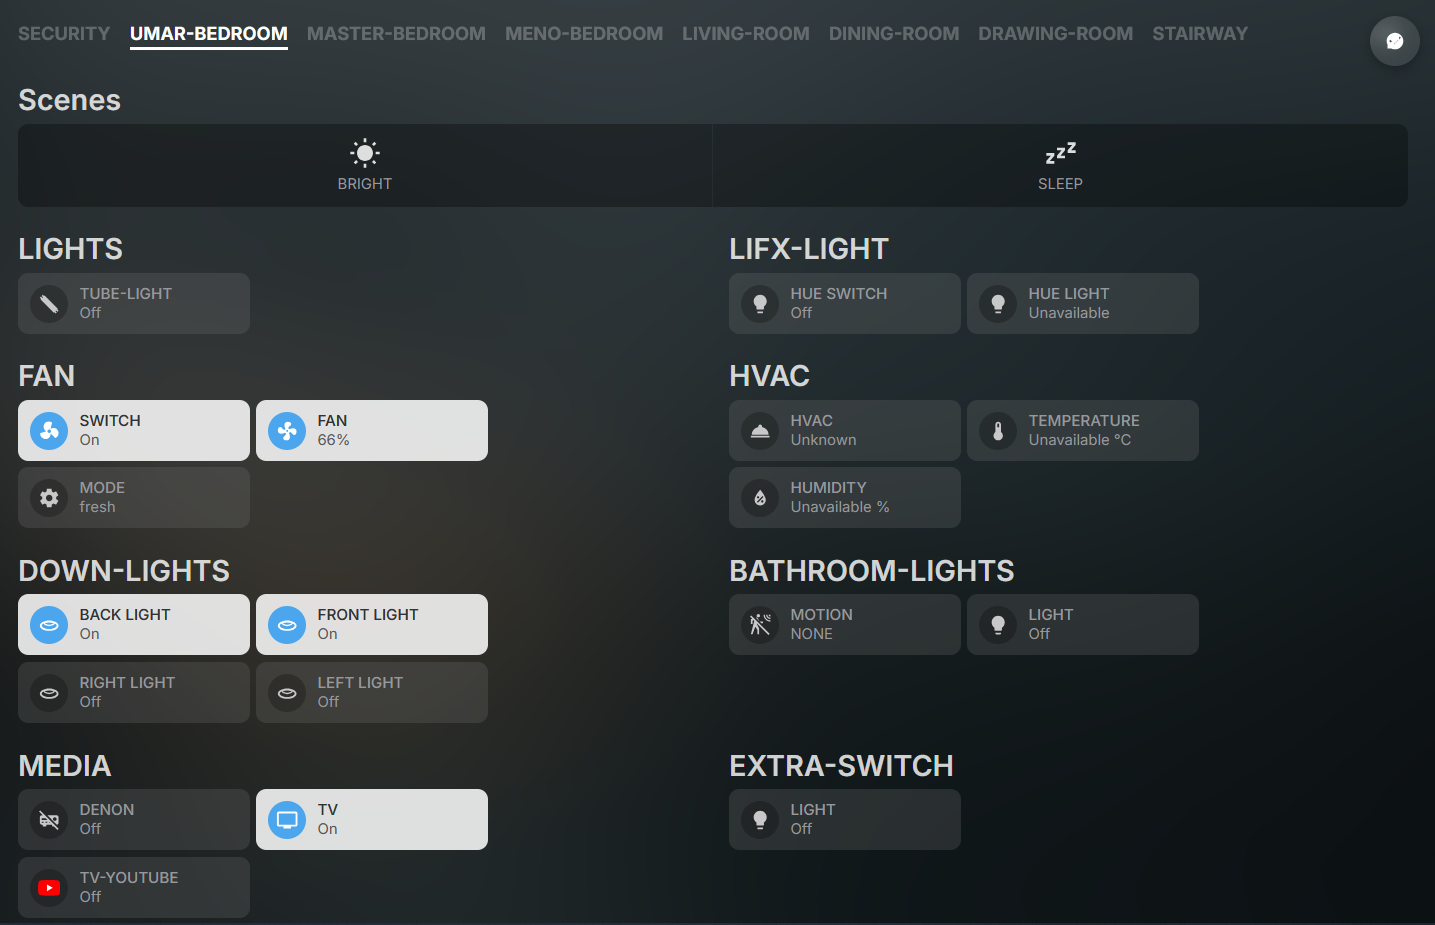 SECURITY UMAR-BEDROOM MASTER-BEDROOM MENO-BEDROOM LIVING-ROOM DINING-ROOM DRAWING-ROOM STAIRWAY
Scenes
BRIGHT
SLEEP
LIGHTS
TUBE-LIGHT
Off
LIFX-LIGHT
HUE SWITCH
Off
HUE LIGHT
Unavailable
FAN
SWITCH
On
FAN
66%
MODE
fresh
HVAC
HVAC
Unknown
TEMPERATURE
Unavailable °C
HUMIDITY
Unavailable %
DOWN-LIGHTS
BACK LIGHT
On
FRONT LIGHT
On
RIGHT LIGHT
Off
LEFT LIGHT
Off
BATHROOM-LIGHTS
MOTION
NONE
LIGHT
Off
MEDIA
DENON
Off
TV
On
TV-YOUTUBE
Off
EXTRA-SWITCH
LIGHT
Off